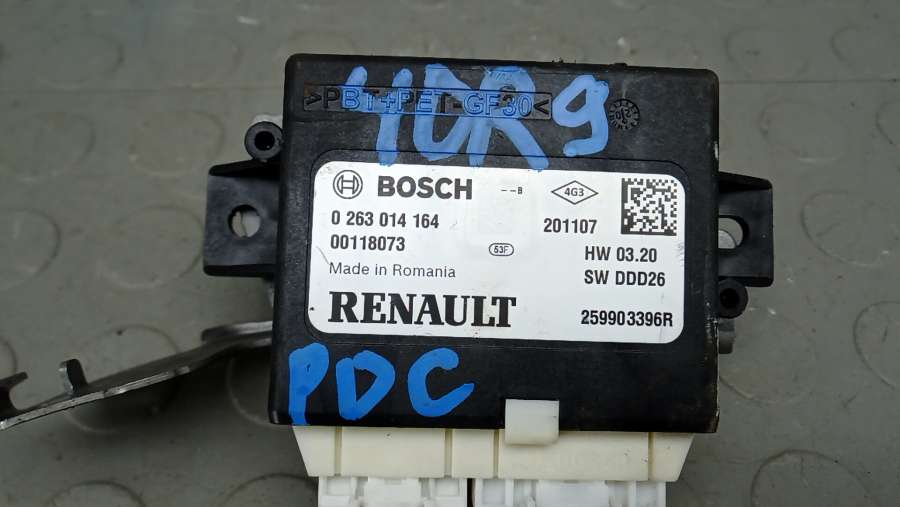 >PBT+PET-GF30<
4DR9
BOSCH --B 4G3
0 263 014 164 201107
00118073 53F HW 03.20
Made in Romania SW DDD26
RENAULT 259903396R
PDC